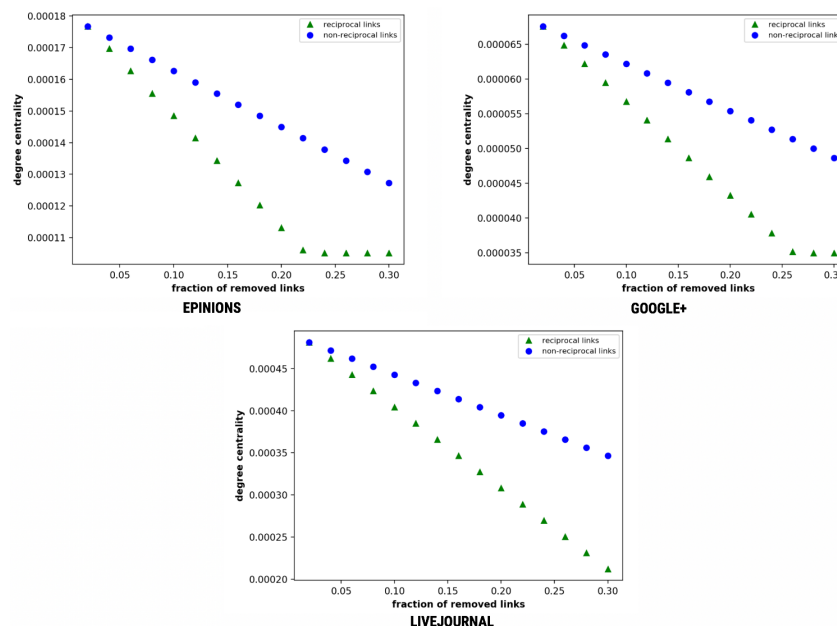 0.00018
0.00017
0.00016
0.00015
0.00014
0.00013
0.00012
0.00011
degree centrality
reciprocal links
non-reciprocal links
0.05 0.10 0.15 0.20 0.25 0.30
fraction of removed links
EPINIONS
0.000065
0.000060
0.000055
0.000050
0.000045
0.000040
0.000035
degree centrality
reciprocal links
non-reciprocal links
0.05 0.10 0.15 0.20 0.25
fraction of removed links
GOOGLE+
0.00045
0.00040
0.00035
0.00030
0.00025
0.00020
degree centrality
reciprocal links
non-reciprocal links
0.05 0.10 0.15 0.20 0.25 0.30
fraction of removed links
LIVEJOURNAL